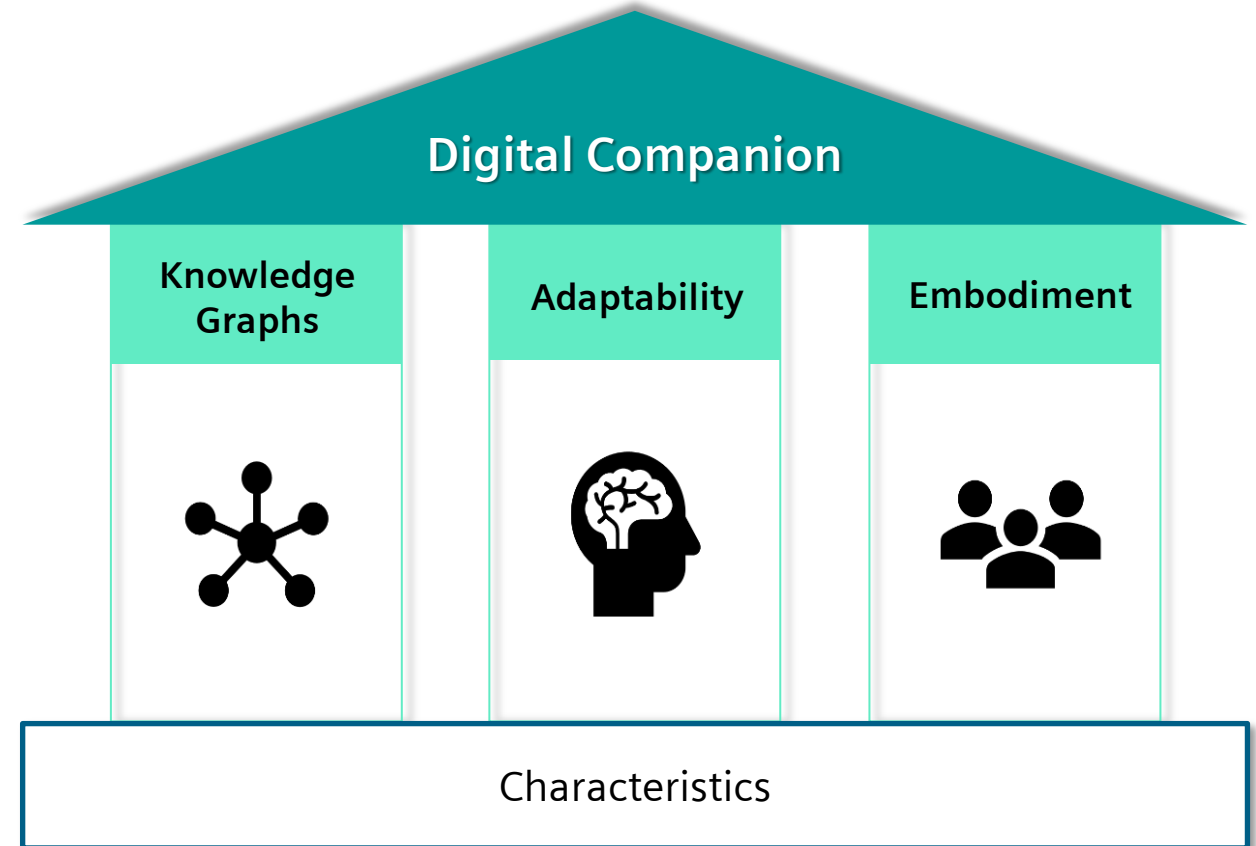 Digital Companion
Knowledge
Graphs
Adaptability
Embodiment
Characteristics